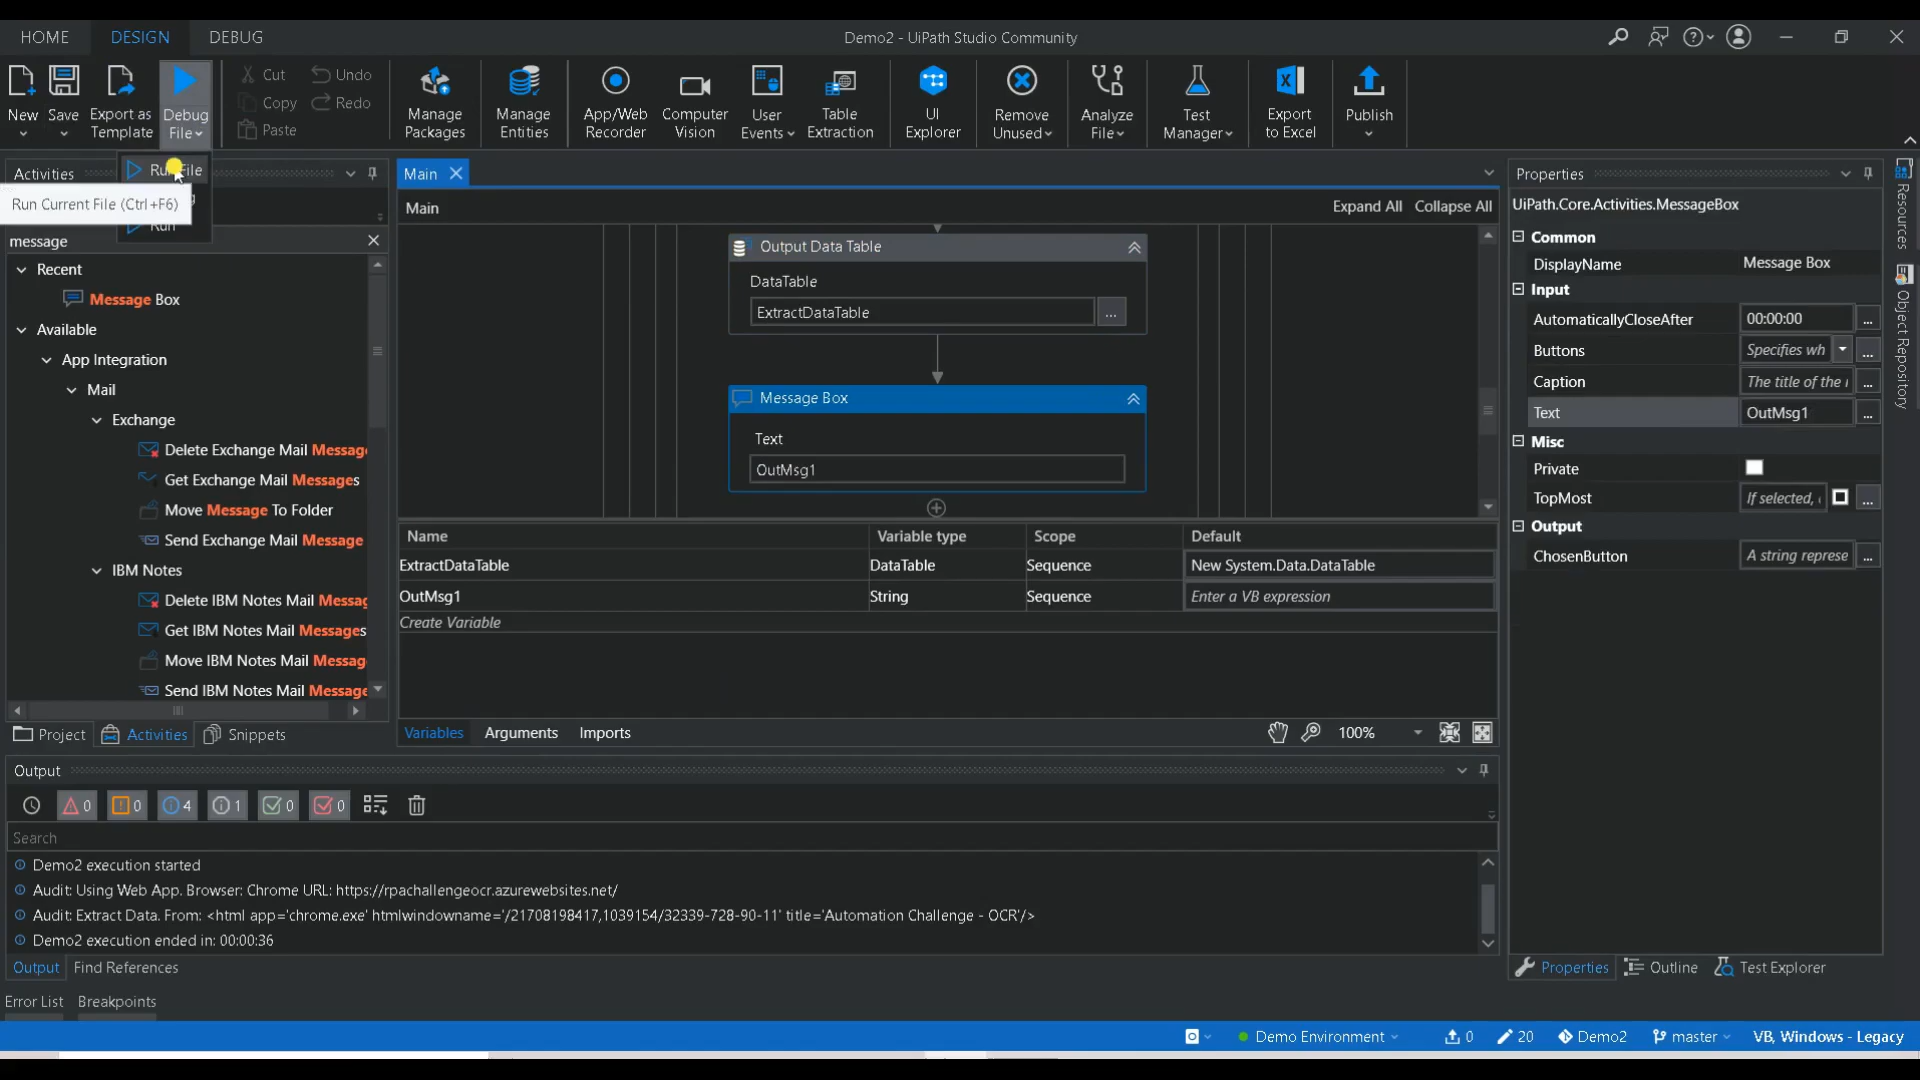 HOME
DESIGN
DEBUG
Demo2 - UiPath Studio Community
New
Save
Export as
Template
Debug
File
Cut
Copy
Paste
Undo
Redo
Manage
Packages
Manage
Entities
App/Web
Recorder
Computer
Vision
User
Events
Table
Extraction
UI
Explorer
Remove
Unused
Analyze
File
Test
Manager
Export
to Excel
Publish
Activities
Run File
Run Current File (Ctrl+F6)
Run
message
Recent
Message Box
Available
App Integration
Mail
Exchange
Delete Exchange Mail Messag
Get Exchange Mail Messages
Move Message To Folder
Send Exchange Mail Message
IBM Notes
Delete IBM Notes Mail Messag
Get IBM Notes Mail Messages
Move IBM Notes Mail Messag
Send IBM Notes Mail Message
Project
Activities
Snippets
Main
Main
Expand All
Collapse All
Output Data Table
DataTable
ExtractDataTable
...
Message Box
Text
OutMsg1
Name
Variable type
Scope
Default
ExtractDataTable
DataTable
Sequence
New System.Data.DataTable
OutMsg1
String
Sequence
Enter a VB expression
Create Variable
Variables
Arguments
Imports
100%
Properties
UiPath.Core.Activities.MessageBox
Common
DisplayName
Message Box
Input
AutomaticallyCloseAfter
00:00:00
...
Buttons
Specifies wh
...
Caption
The title of the
...
Text
OutMsg1
...
Misc
Private
TopMost
If selected,
...
Output
ChosenButton
A string represe
...
Resources
Object Repository
Output
0
0
4
1
0
0
Search
Demo2 execution started
Audit: Using Web App. Browser: Chrome URL: https://rpachallengeocr.azurewebsites.net/
Audit: Extract Data. From: <html app='chrome.exe' htmlwindowname='/21708198417,1039154/32339-728-90-11' title='Automation Challenge - OCR'/>
Demo2 execution ended in: 00:00:36
Output
Find References
Properties
Outline
Test Explorer
Error List
Breakpoints
Demo Environment
0
20
Demo2
master
VB, Windows - Legacy